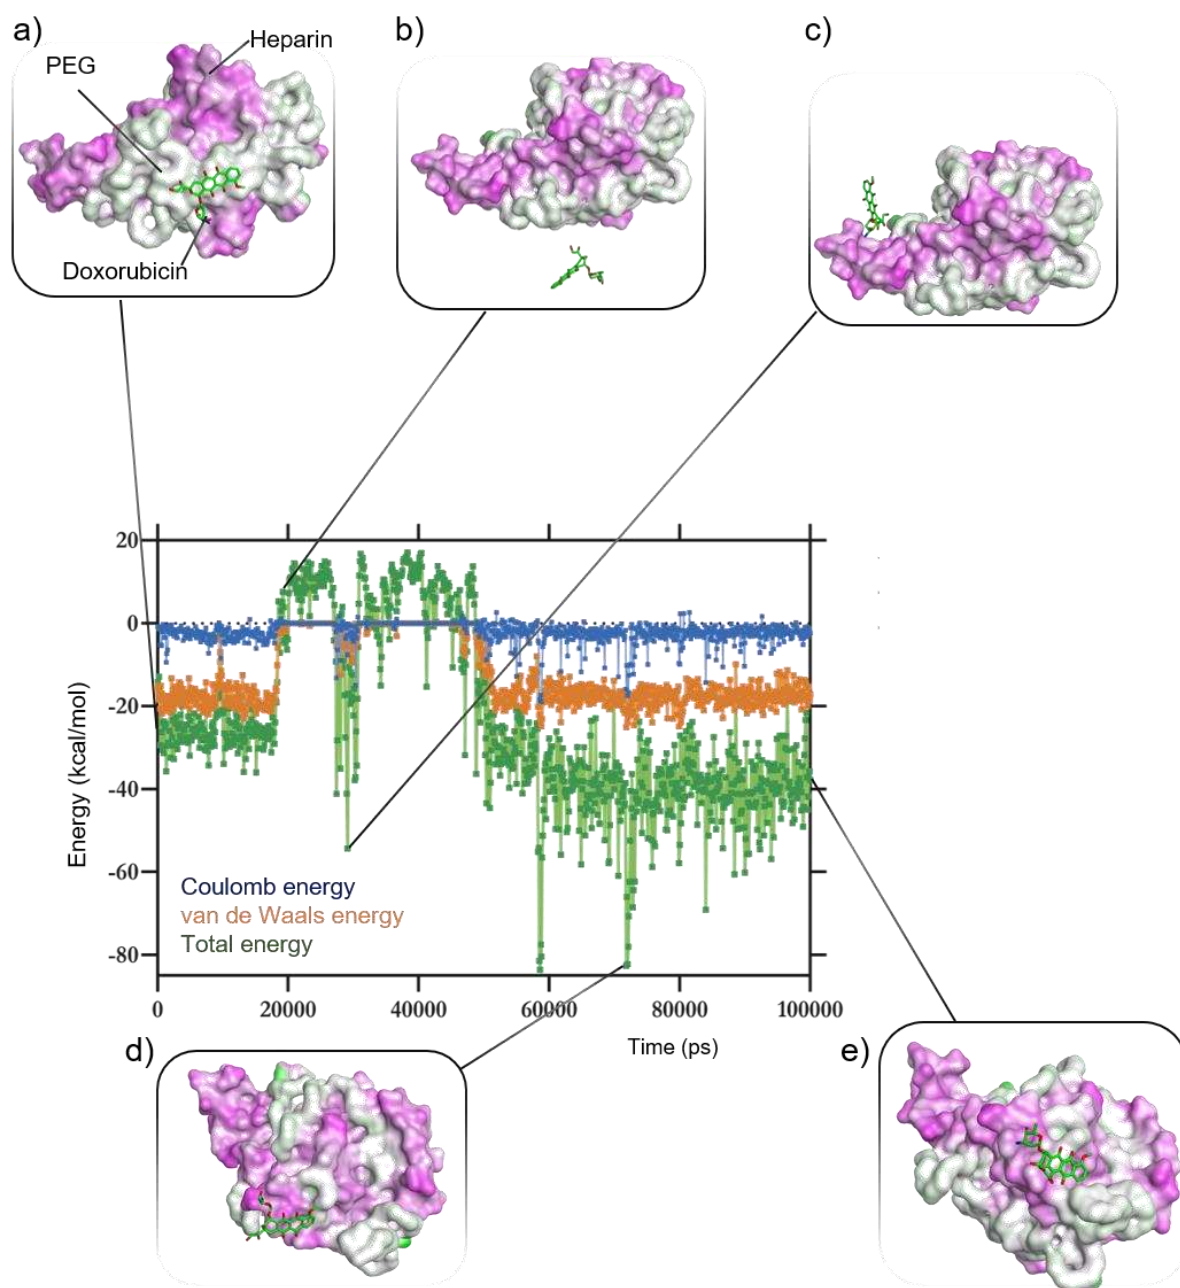 a)
b)
c)
Heparin
PEG
Doxorubicin
20
0
-20
-40
-60
-80
Energy (kcal/mol)
Coulomb energy
van de Waals energy
Total energy
0
20000
40000
60000
80000
100000
Time (ps)
d)
e)